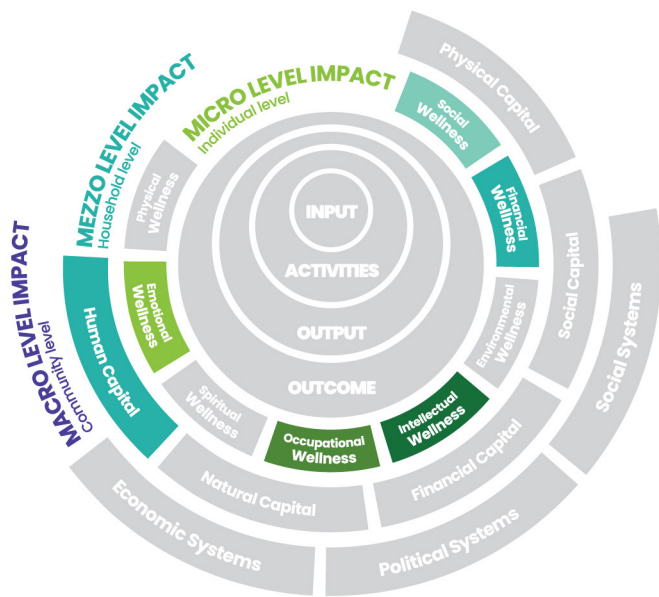 MACRO LEVEL IMPACT
Community level
MEZZO LEVEL IMPACT
Household level
MICRO LEVEL IMPACT
Individual level
INPUT
ACTIVITIES
OUTPUT
OUTCOME
Social
Wellness
Financial
Wellness
Environmental
Wellness
Intellectual
Wellness
Occupational
Wellness
Spiritual
Wellness
Emotional
Wellness
Physical
Wellness
Physical Capital
Social Capital
Financial Capital
Natural Capital
Human Capital
Social Systems
Political Systems
Economic Systems